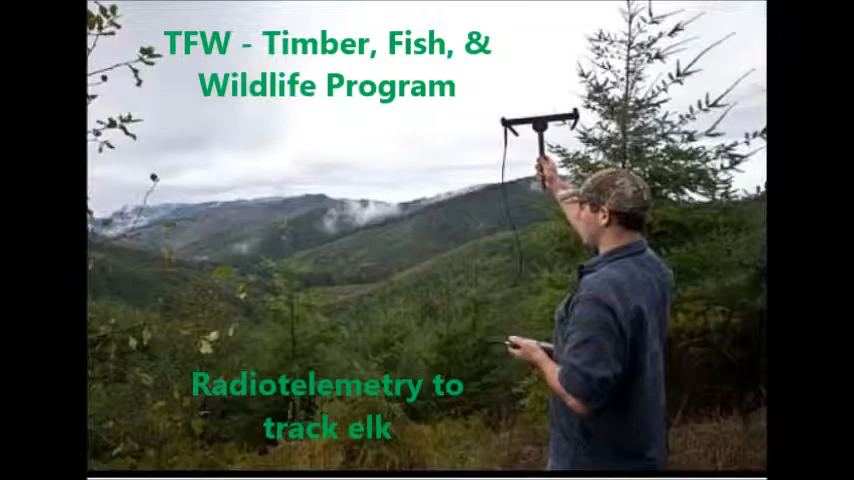 TFW - Timber, Fish, &
Wildlife Program
Radiotelemetry to
track elk